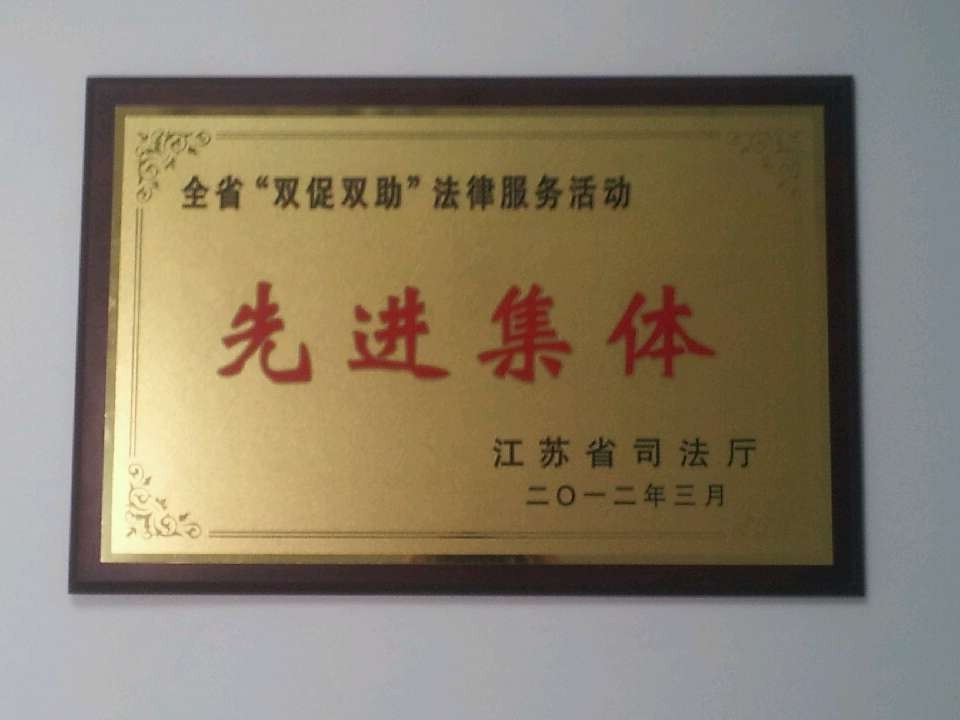 全省“双促双助”法律服务活动
先进集体
江苏省司法厅
二〇一二年三月